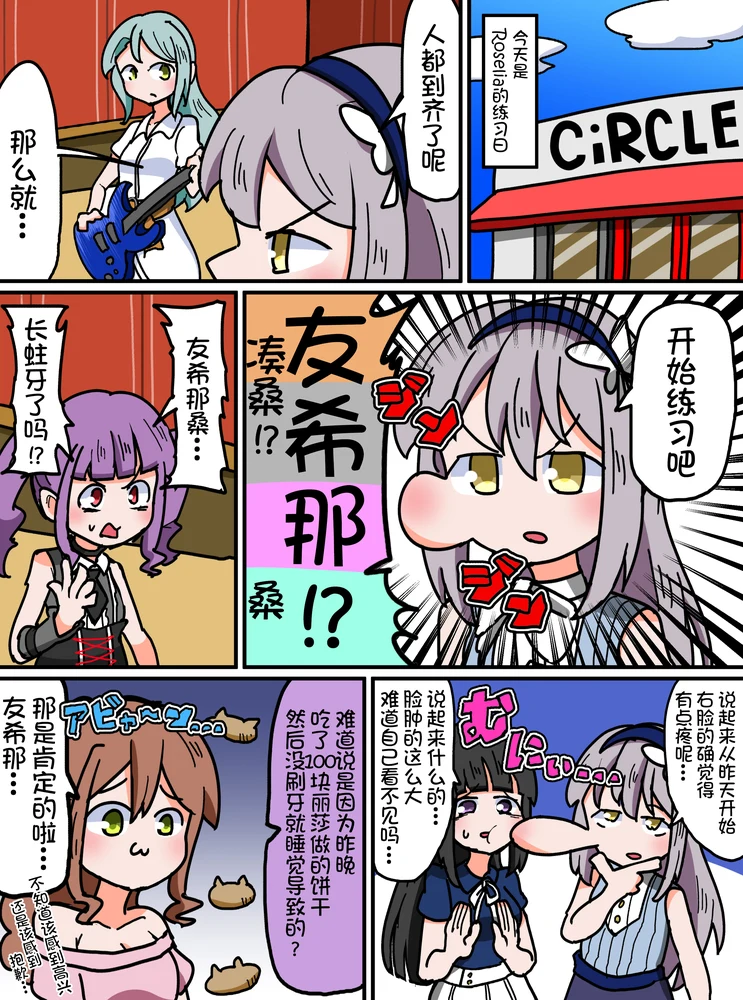 今天是
Roselia的练习日
CiRCLE
人都到齐了呢
那么就…
开始练习吧
ジン
ジン
友希那!?
凑桑!?
桑
友希那桑…
长蛀牙了吗!?
说起来从昨天开始
右脸的确觉得
有点疼呢…
むにぃ…
说起来什么的…
脸肿的这么大
难道自己看不见吗…
难道说是因为昨晚
吃了100块丽莎做的饼干
然后没刷牙就睡觉导致的?
アビャ〜ン…
那是肯定的啦…
友希那…
不知道该感到高兴
还是该感到
抱歉…